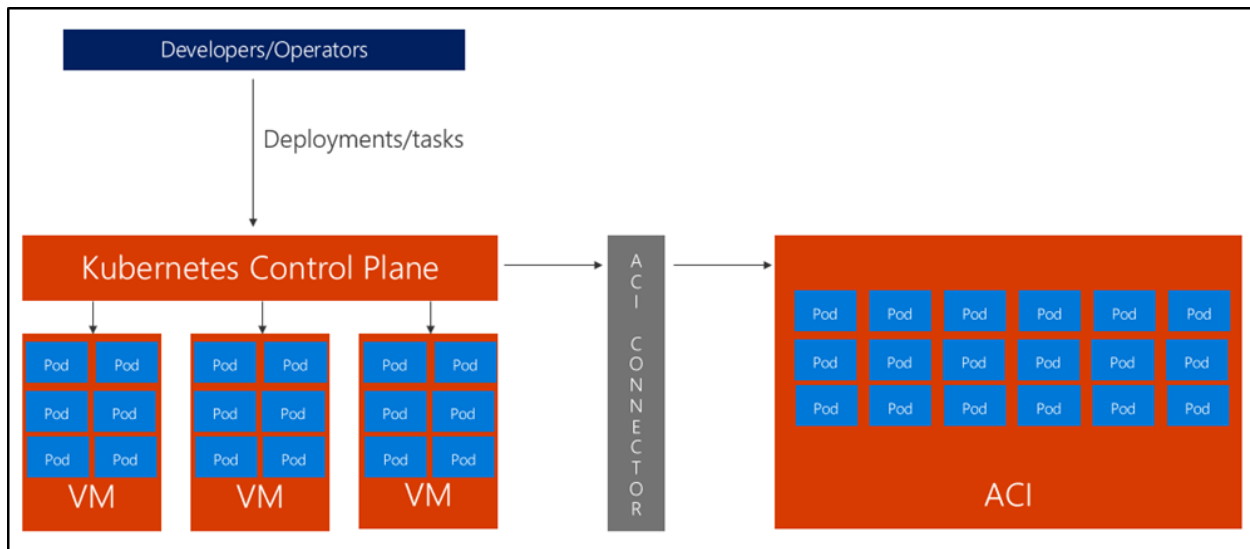 Developers/Operators
Deployments/tasks
Kubernetes Control Plane
Pod Pod
Pod Pod
Pod Pod
VM
Pod Pod
Pod Pod
Pod Pod
VM
Pod Pod
Pod Pod
Pod Pod
VM
ACI CONNECTOR
Pod Pod Pod Pod Pod Pod
Pod Pod Pod Pod Pod Pod
Pod Pod Pod Pod Pod Pod
ACI